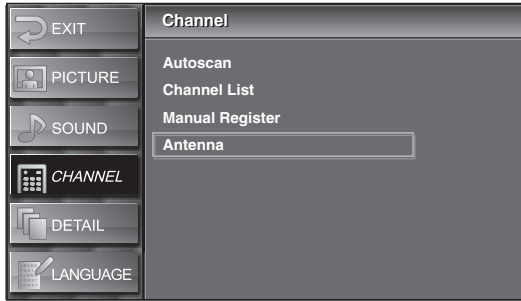 EXIT
PICTURE
SOUND
CHANNEL
DETAIL
LANGUAGE
Channel
Autoscan
Channel List
Manual Register
Antenna